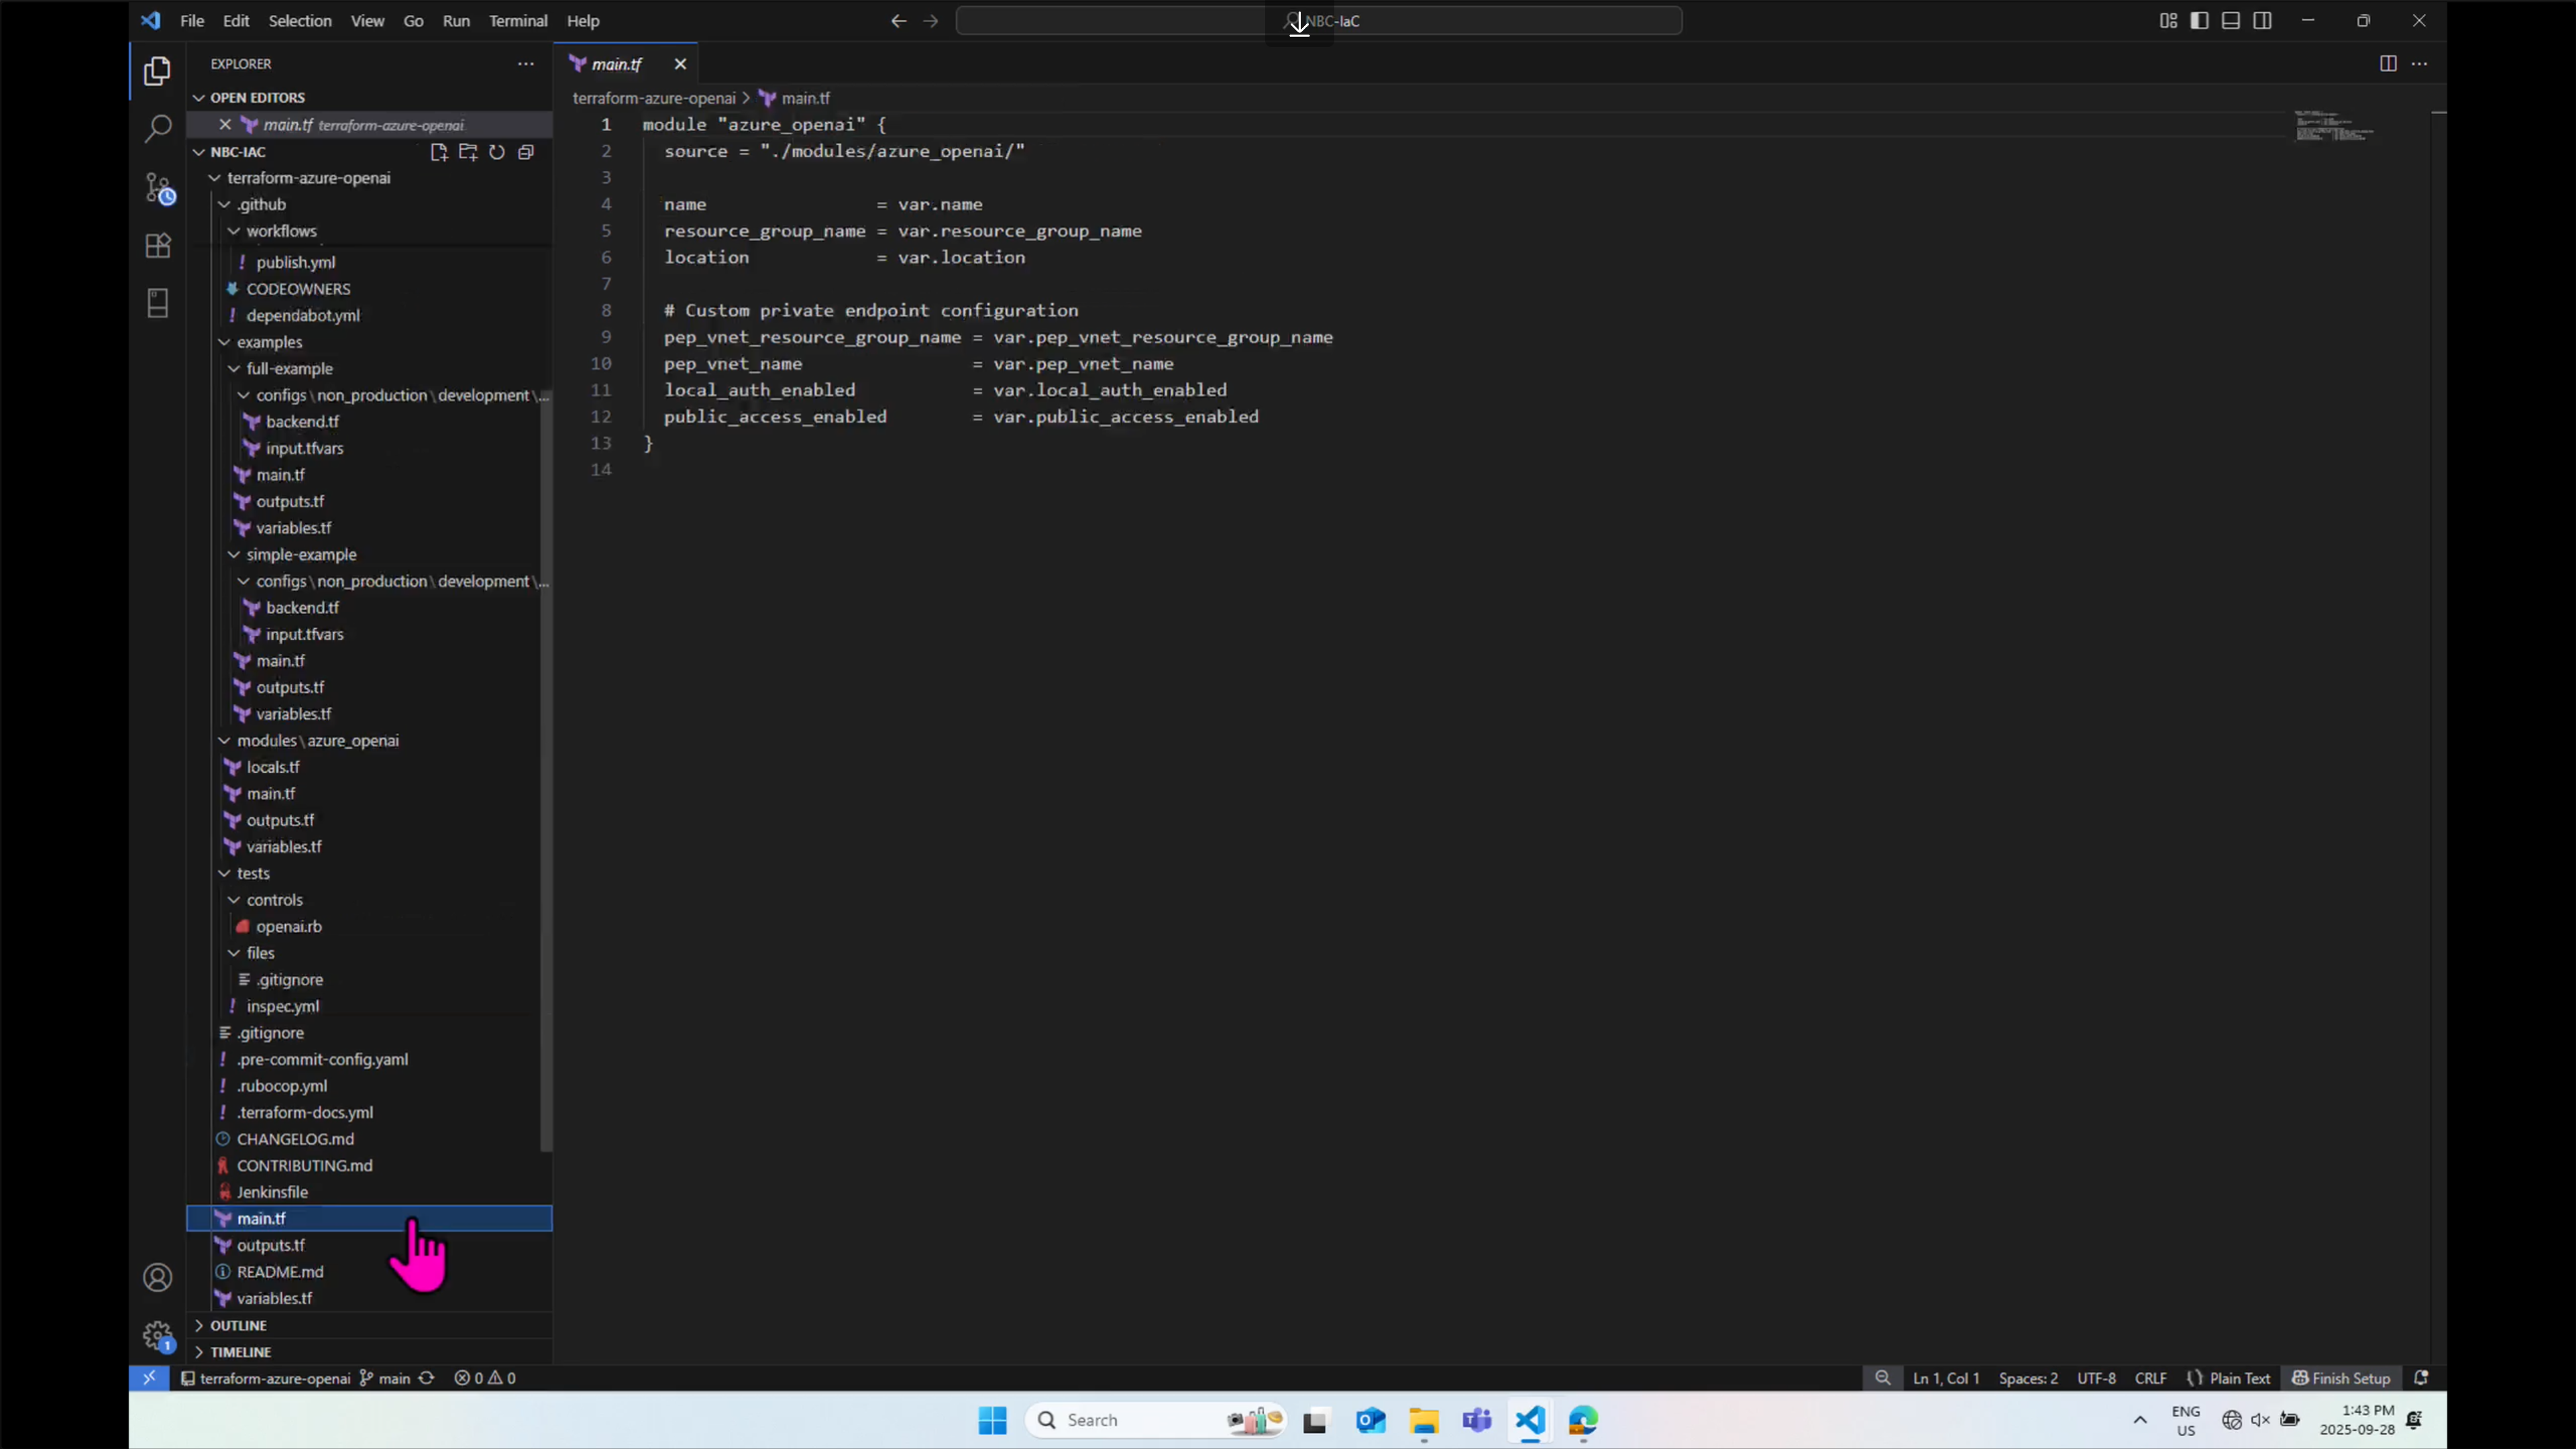 File Edit Selection View Go Run Terminal Help
NBC-IaC
EXPLORER
OPEN EDITORS
main.tf terraform-azure-openai
NBC-IAC
terraform-azure-openai
.github
workflows
publish.yml
CODEOWNERS
dependabot.yml
examples
full-example
configs\non_production\development\...
backend.tf
input.tfvars
main.tf
outputs.tf
variables.tf
simple-example
configs\non_production\development\...
backend.tf
input.tfvars
main.tf
outputs.tf
variables.tf
modules\azure_openai
locals.tf
main.tf
outputs.tf
variables.tf
tests
controls
openai.rb
files
.gitignore
inspec.yml
.gitignore
.pre-commit-config.yaml
.rubocop.yml
.terraform-docs.yml
CHANGELOG.md
CONTRIBUTING.md
Jenkinsfile
main.tf
outputs.tf
README.md
variables.tf
OUTLINE
TIMELINE
main.tf
terraform-azure-openai > main.tf
1 module "azure_openai" {
2 source = "./modules/azure_openai/"
3
4 name = var.name
5 resource_group_name = var.resource_group_name
6 location = var.location
7
8 # Custom private endpoint configuration
9 pep_vnet_resource_group_name = var.pep_vnet_resource_group_name
10 pep_vnet_name = var.pep_vnet_name
11 local_auth_enabled = var.local_auth_enabled
12 public_access_enabled = var.public_access_enabled
13 }
14
1
terraform-azure-openai main 0 0 Ln 1, Col 1 Spaces: 2 UTF-8 CRLF Plain Text Finish Setup
Search
ENG
US
1:43 PM
2025-09-28